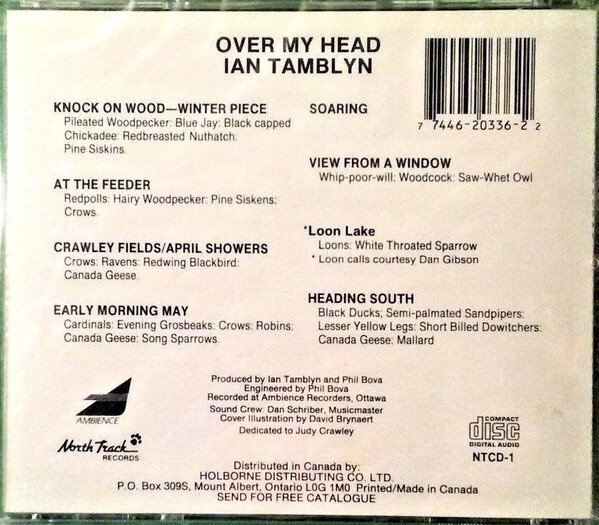 OVER MY HEAD
IAN TAMBLYN
7 7446-20336-2 2
KNOCK ON WOOD—WINTER PIECE
Pileated Woodpecker: Blue Jay: Black capped
Chickadee: Redbreasted Nuthatch:
Pine Siskins.
AT THE FEEDER
Redpolls: Hairy Woodpecker: Pine Siskens:
Crows.
CRAWLEY FIELDS/APRIL SHOWERS
Crows: Ravens: Redwing Blackbird:
Canada Geese.
EARLY MORNING MAY
Cardinals: Evening Grosbeaks: Crows: Robins:
Canada Geese: Song Sparrows.
SOARING
VIEW FROM A WINDOW
Whip-poor-will: Woodcock: Saw-Whet Owl
*Loon Lake
Loons: White Throated Sparrow
* Loon calls courtesy Dan Gibson
HEADING SOUTH
Black Ducks; Semi-palmated Sandpipers:
Lesser Yellow Legs: Short Billed Dowitchers:
Canada Geese: Mallard
AMBIENCE
North Track
RECORDS
Produced by Ian Tamblyn and Phil Bova
Engineered by Phil Bova
Recorded at Ambience Recorders, Ottawa
Sound Crew: Dan Schriber, Musicmaster
Cover Illustration by David Brynaert
Dedicated to Judy Crawley
COMPACT
disc
DIGITAL AUDIO
NTCD-1
Distributed in Canada by:
HOLBORNE DISTRIBUTING CO. LTD.
P.O. Box 309S, Mount Albert, Ontario L0G 1M0 Printed/Made in Canada
SEND FOR FREE CATALOGUE